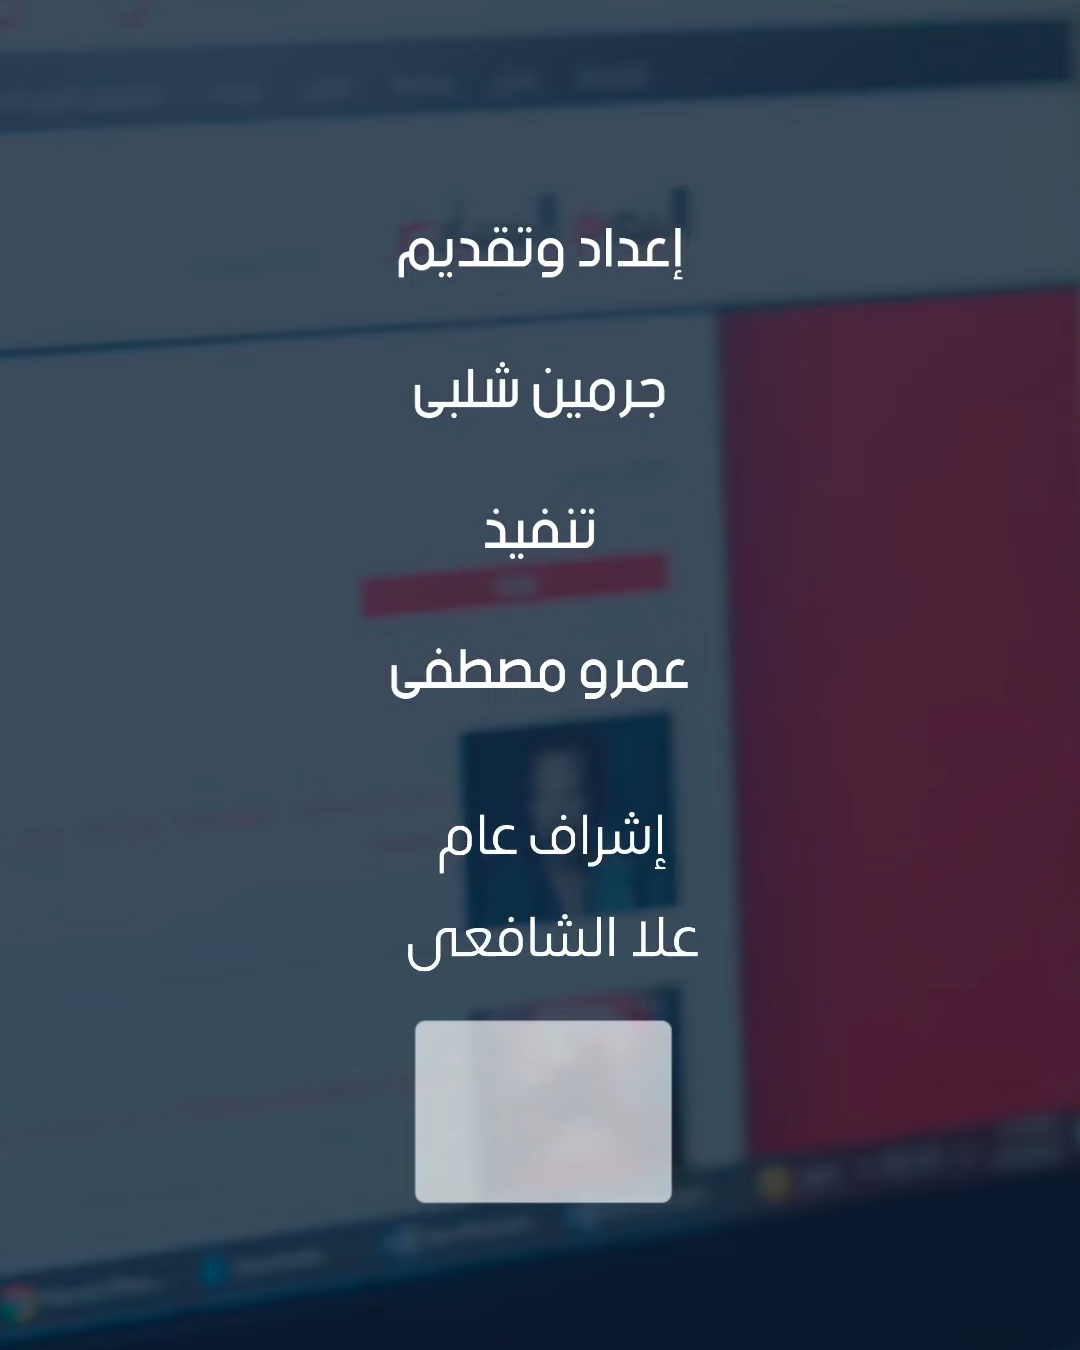 إعداد وتقديم
جرمين شلبى
تنفيذ
عمرو مصطفى
إشراف عام
علا الشافعى